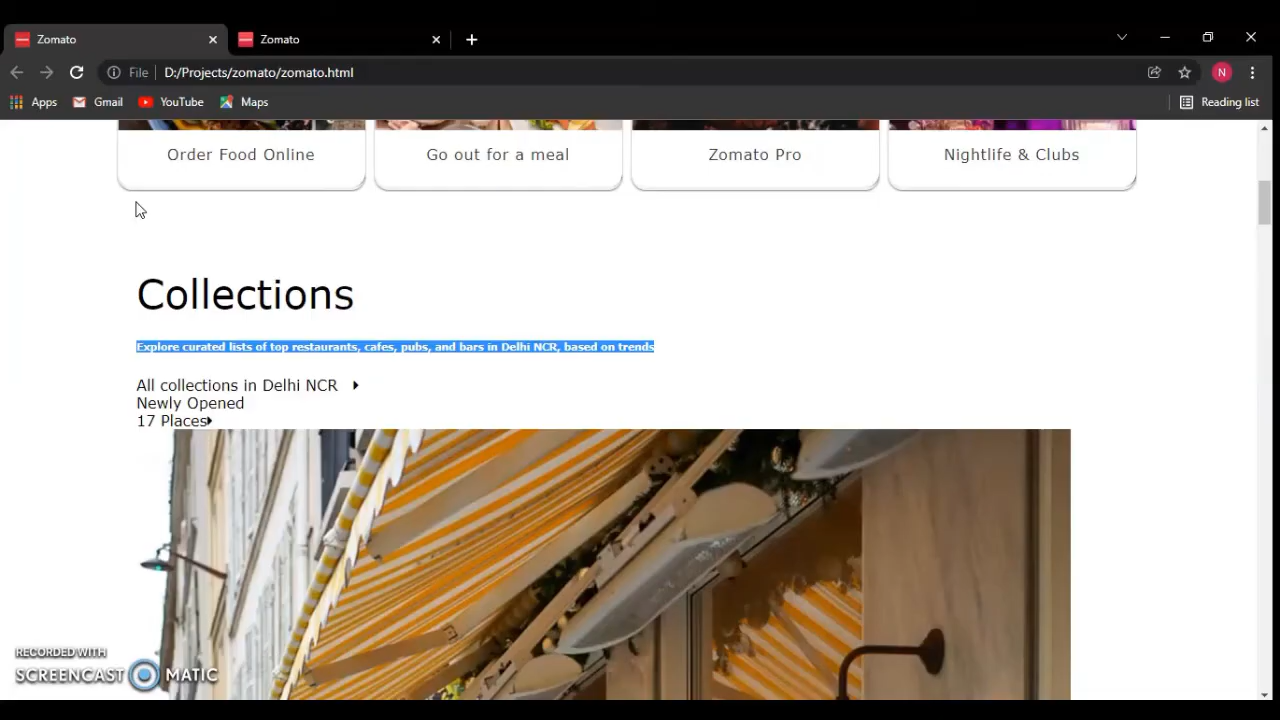 Zomato
Zomato
File D:/Projects/zomato/zomato.html
N
Apps Gmail YouTube Maps Reading list
Order Food Online Go out for a meal Zomato Pro Nightlife & Clubs
Collections
Explore curated lists of top restaurants, cafes, pubs, and bars in Delhi NCR, based on trends
All collections in Delhi NCR
Newly Opened
17 Places
RECORDED WITH
SCREENCAST MATIC